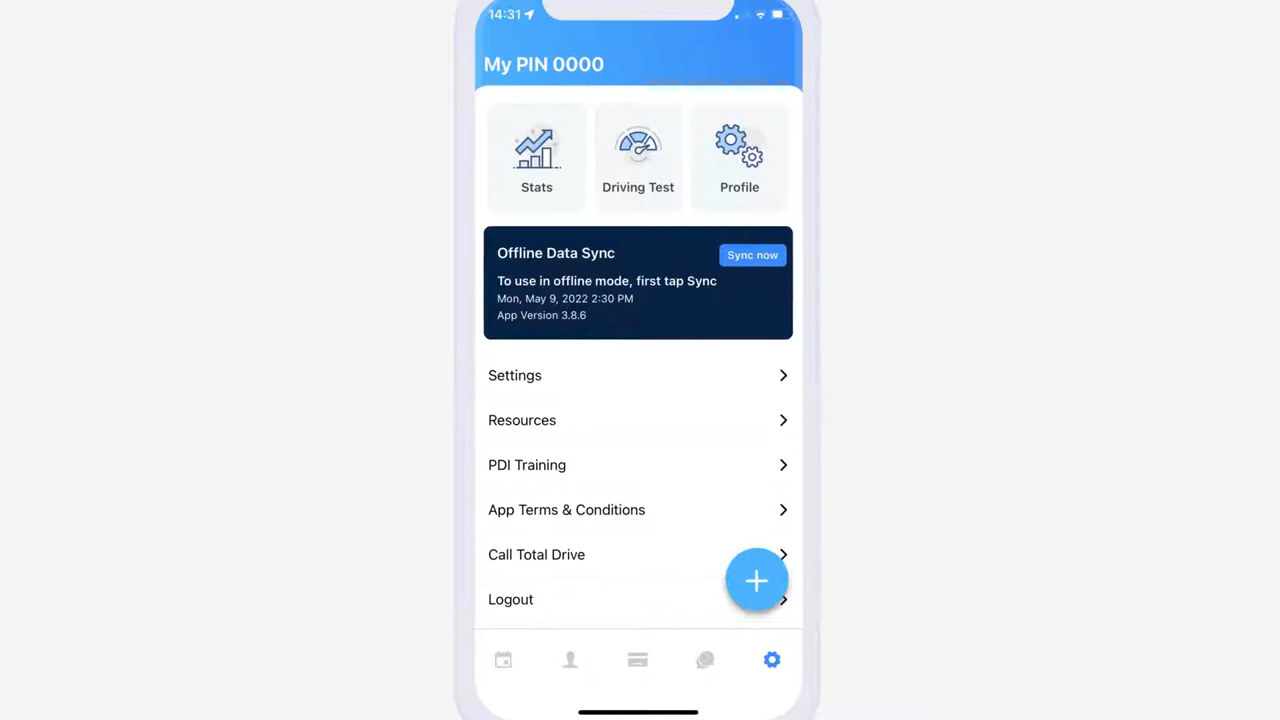 14:31
My PIN 0000
Stats
Driving Test
Profile
Offline Data Sync
Sync now
To use in offline mode, first tap Sync
Mon, May 9, 2022 2:30 PM
App Version 3.8.6
Settings
Resources
PDI Training
App Terms & Conditions
Call Total Drive
Logout